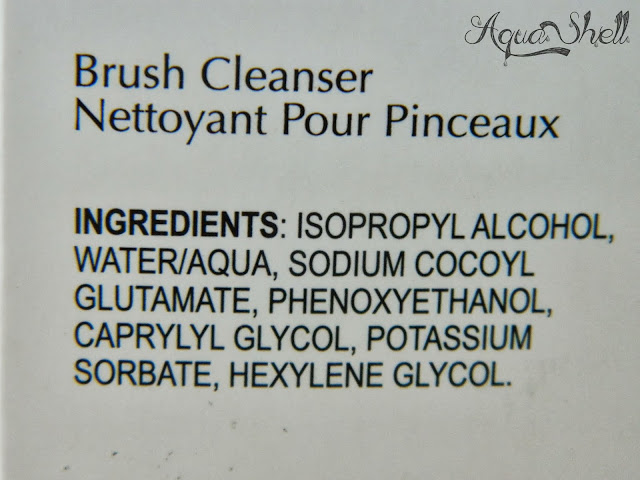 Aqua Shell
Brush Cleanser
Nettoyant Pour Pinceaux
INGREDIENTS: ISOPROPYL ALCOHOL,
WATER/AQUA, SODIUM COCOYL
GLUTAMATE, PHENOXYETHANOL,
CAPRYLYL GLYCOL, POTASSIUM
SORBATE, HEXYLENE GLYCOL.